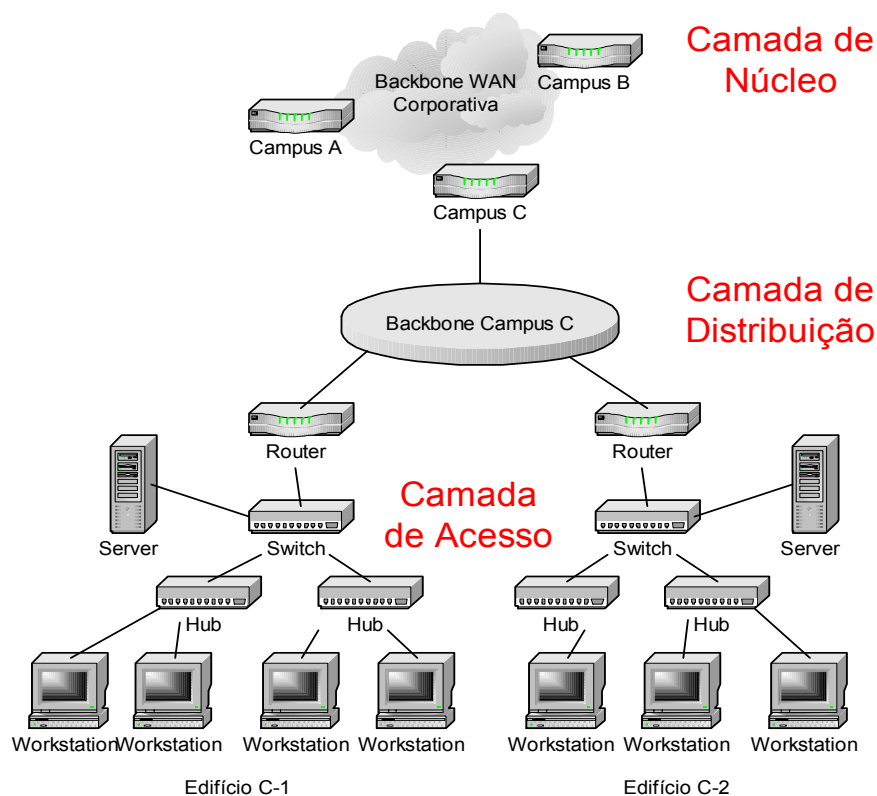 Camada de
Núcleo
Backbone WAN
Corporativa
Campus B
Campus A
Campus C
Camada de
Distribuição
Backbone Campus C
Router
Router
Camada
de Acesso
Server
Switch
Switch
Server
Hub
Hub
Hub
Hub
Workstation
Workstation
Workstation
Workstation
Workstation
Workstation
Workstation
Edifício C-1
Edifício C-2